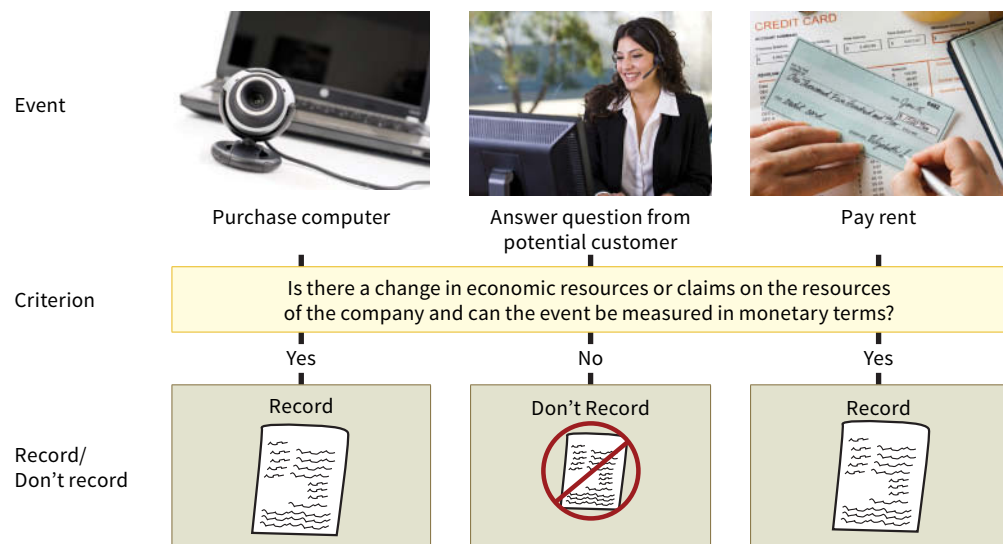 Event
CREDIT CARD
Purchase computer
Answer question from
potential customer
Pay rent
Criterion
Is there a change in economic resources or claims on the resources
of the company and can the event be measured in monetary terms?
Yes
No
Yes
Record/
Don't record
Record
Don't Record
Record